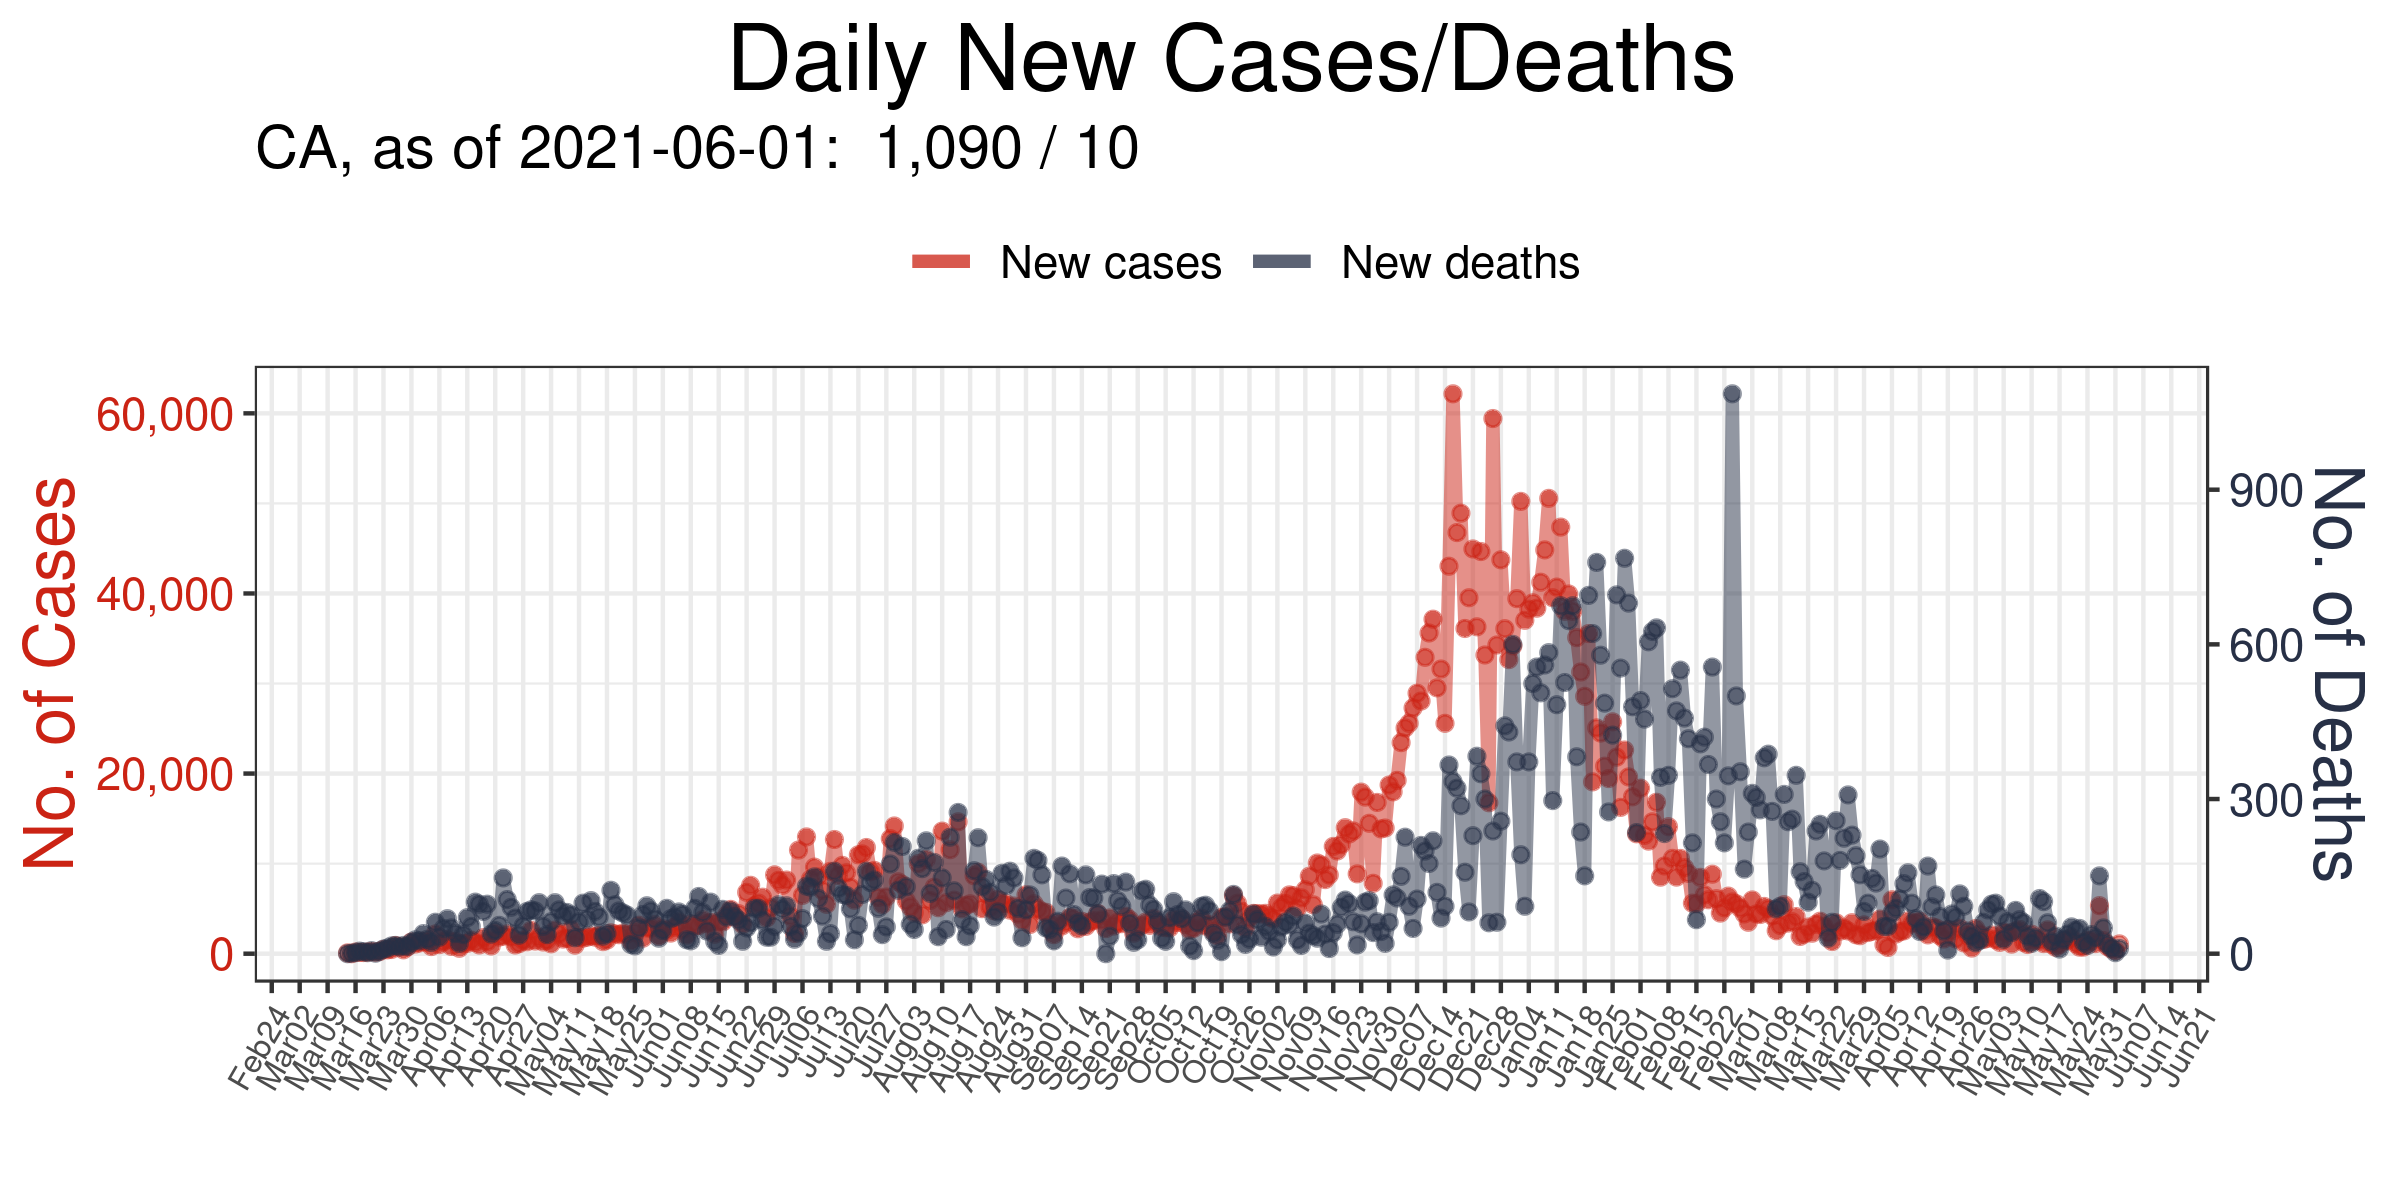 Daily New Cases/Deaths
CA, as of 2021-06-01:  1,090 / 10
New cases
New deaths
No. of Cases
60,000
40,000
20,000
0
900
600
300
0
No. of Deaths
Feb24
Mar02
Mar09
Mar16
Mar23
Mar30
Apr06
Apr13
Apr20
Apr27
May04
May11
May18
May25
Jun01
Jun08
Jun15
Jun22
Jun29
Jul06
Jul13
Jul20
Jul27
Aug03
Aug10
Aug17
Aug24
Aug31
Sep07
Sep14
Sep21
Sep28
Oct05
Oct12
Oct19
Oct26
Nov02
Nov09
Nov16
Nov23
Nov30
Dec07
Dec14
Dec21
Dec28
Jan04
Jan11
Jan18
Jan25
Feb01
Feb08
Feb15
Feb22
Mar01
Mar08
Mar15
Mar22
Mar29
Apr05
Apr12
Apr19
Apr26
May03
May10
May17
May24
May31
Jun07
Jun14
Jun21